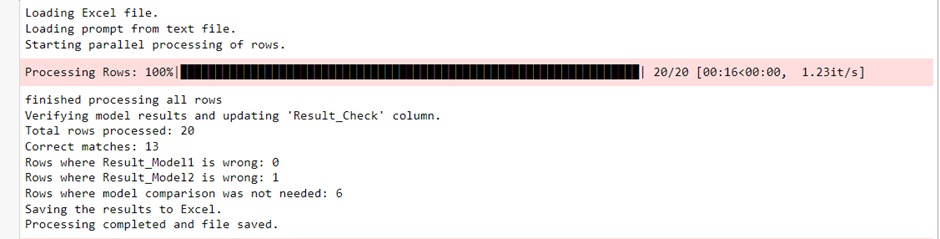 Loading Excel file.
Loading prompt from text file.
Starting parallel processing of rows.
Processing Rows: 100%|██████████| 20/20 [00:16<00:00,  1.23it/s]
finished processing all rows
Verifying model results and updating 'Result_Check' column.
Total rows processed: 20
Correct matches: 13
Rows where Result_Model1 is wrong: 0
Rows where Result_Model2 is wrong: 1
Rows where model comparison was not needed: 6
Saving the results to Excel.
Processing completed and file saved.